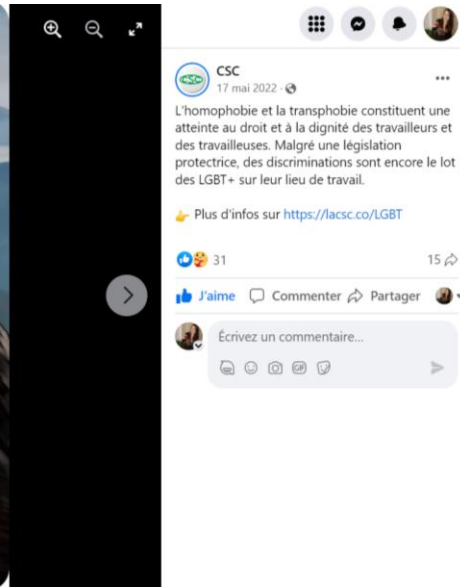 CSC
17 mai 2022 ·
L'homophobie et la transphobie constituent une
atteinte au droit et à la dignité des travailleurs et
des travailleuses. Malgré une législation
protectrice, des discriminations sont encore le lot
des LGBT+ sur leur lieu de travail.
👉 Plus d'infos sur https://lacsc.co/LGBT
31 15
J'aime Commenter Partager
Écrivez un commentaire...
GIF